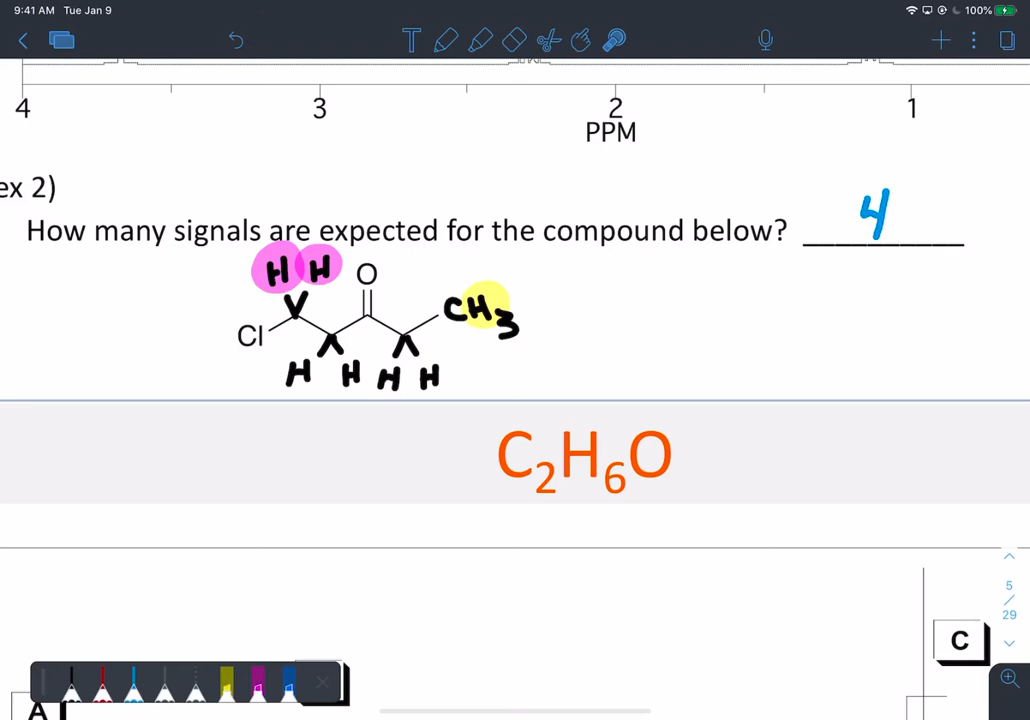 9:41 AM Tue Jan 9
100%
T
4 3 2 1
PPM
ex 2)
How many signals are expected for the compound below? 4
H H O
Cl CH3
H H H H
C2H6O
5
/
29
C
A